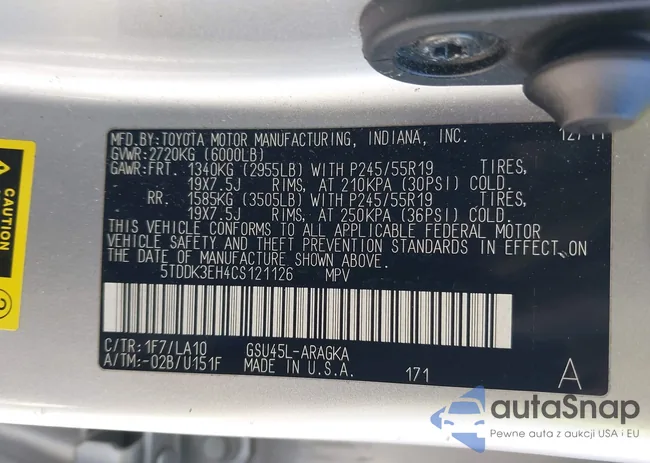 MFD.BY:TOYOTA MOTOR MANUFACTURING, INDIANA, INC. 12/11
GVWR:2720KG (6000LB)
GAWR:FRT. 1340KG (2955LB) WITH P245/55R19 TIRES,
19X7.5J RIMS, AT 210KPA (30PSI) COLD.
RR. 1585KG (3505LB) WITH P245/55R19 TIRES,
19X7.5J RIMS, AT 250KPA (36PSI) COLD.
THIS VEHICLE CONFORMS TO ALL APPLICABLE FEDERAL MOTOR
VEHICLE SAFETY AND THEFT PREVENTION STANDARDS IN EFFECT ON
THE DATE OF MANUFACTURE SHOWN ABOVE.
5TDDK3EH4CS121126 MPV
C/TR:1F7/LA10 GSU45L-ARAGKA
A/TM:-02B/U151F MADE IN U.S.A. 171 A
CAUTION
autaSnap
Pewne auta z aukcji USA i EU